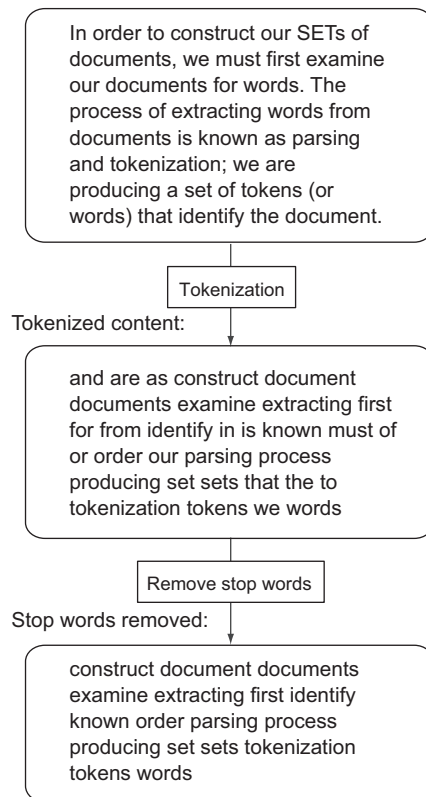 In order to construct our SETs of
documents, we must first examine
our documents for words. The
process of extracting words from
documents is known as parsing
and tokenization; we are
producing a set of tokens (or
words) that identify the document.
Tokenization
Tokenized content:
and are as construct document
documents examine extracting first
for from identify in is known must of
or order our parsing process
producing set sets that the to
tokenization tokens we words
Remove stop words
Stop words removed:
construct document documents
examine extracting first identify
known order parsing process
producing set sets tokenization
tokens words